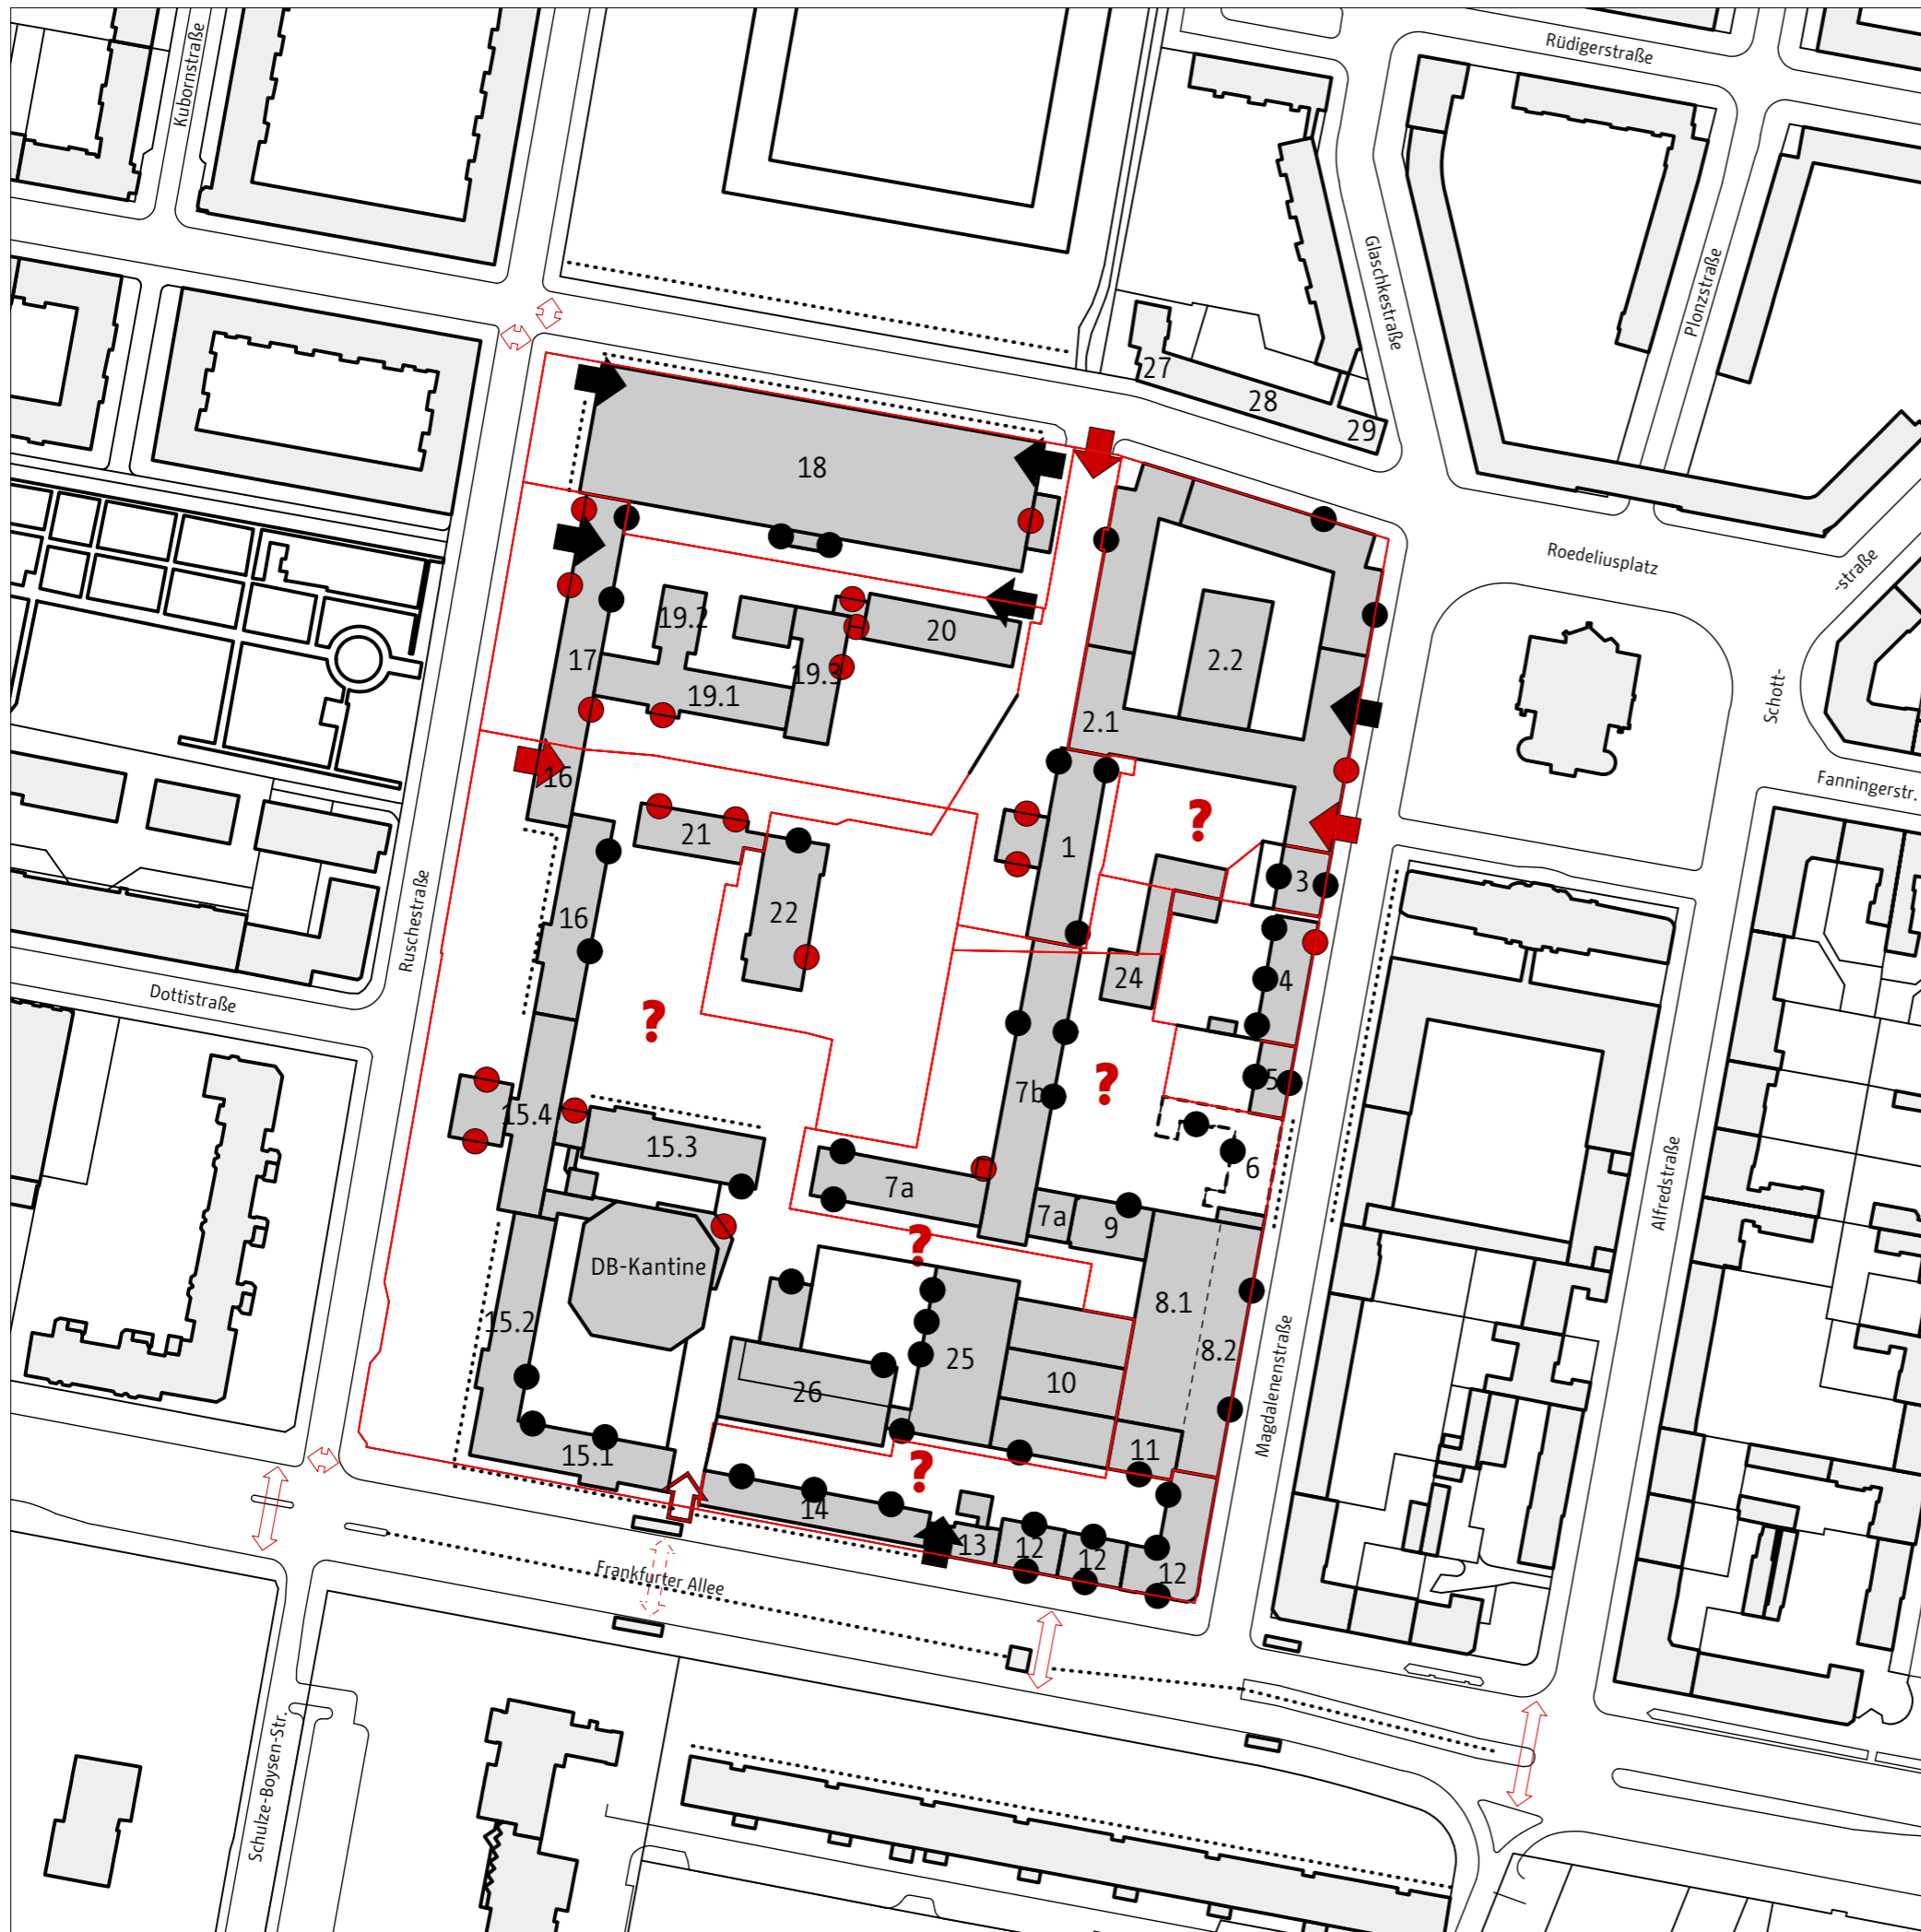 Kubornstraße
Rüdigerstraße
Glaschkestraße
Plonzstraße
27
28
29
18
Roedeliusplatz
-straße
Schott-
Fanningerstr.
19.2
20
17
19.3
2.2
19.1
2.1
16
?
21
1
3
22
16
24
4
Ruschestraße
Dottistraße
?
?
5
7b
15.4
15.3
6
7a
7a
9
?
DB-Kantine
8.1
15.2
8.2
25
10
26
Alfredstraße
Magdalenenstraße
11
15.1
?
14
13
12
12
12
Frankfurter Allee
Schulze-Boysen-Str.